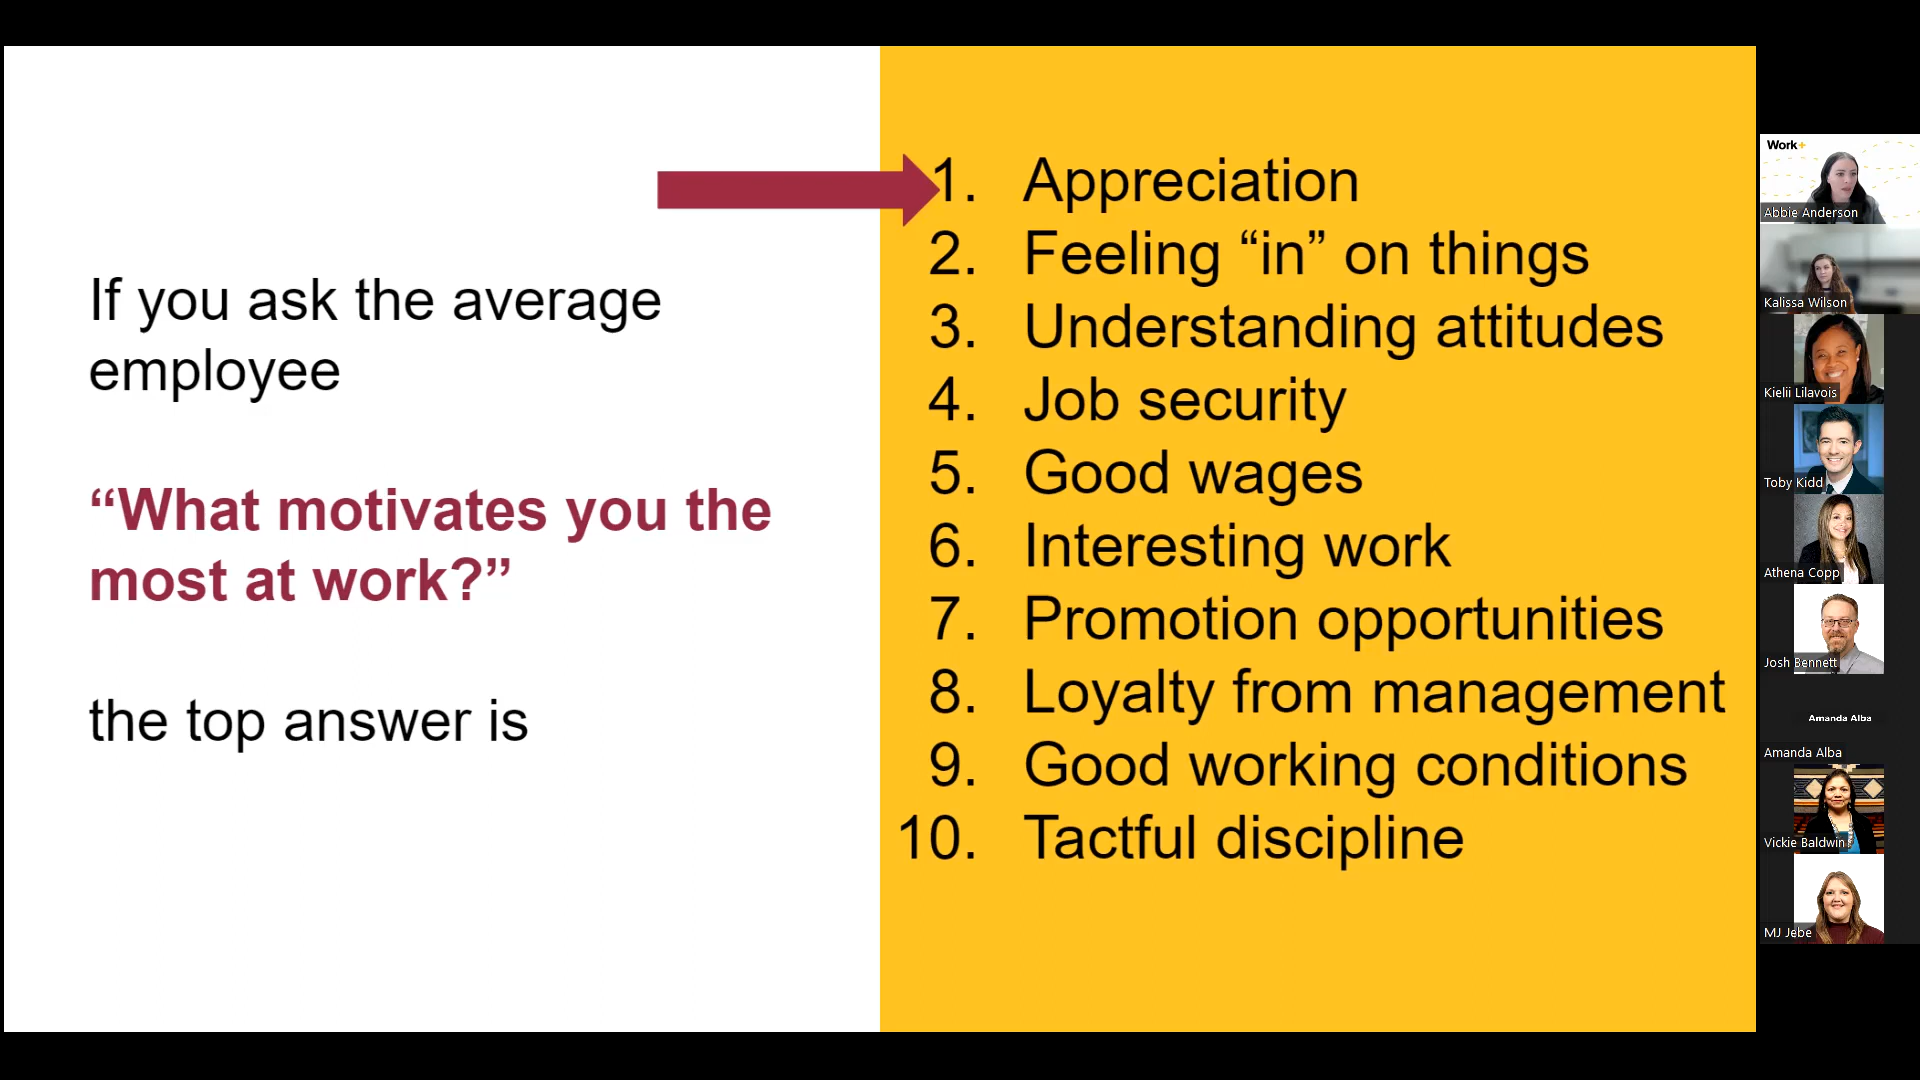 If you ask the average
employee
“What motivates you the
most at work?”
the top answer is
1. Appreciation
2. Feeling “in” on things
3. Understanding attitudes
4. Job security
5. Good wages
6. Interesting work
7. Promotion opportunities
8. Loyalty from management
9. Good working conditions
10. Tactful discipline
Work+
Abbie Anderson
Kalissa Wilson
Kielii Lilavois
Toby Kidd
Athena Copp
Josh Bennett
Amanda Alba
Amanda Alba
Vickie Baldwin
MJ Jebe